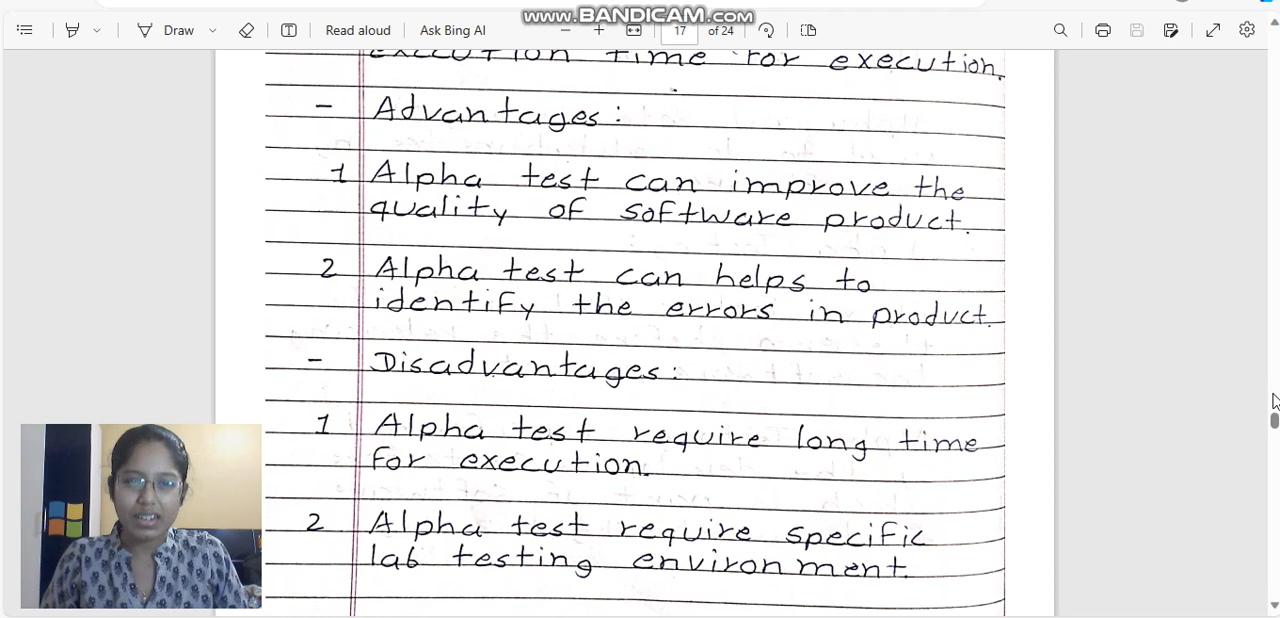 www.BANDICAM.com
Draw
Read aloud
Ask Bing AI
17 of 24
execution time for execution.
- Advantages:
1 Alpha test can improve the
quality of software product.
2 Alpha test can helps to
identify the errors in product.
- Disadvantages:
1 Alpha test require long time
for execution.
2 Alpha test require specific
lab testing environment.